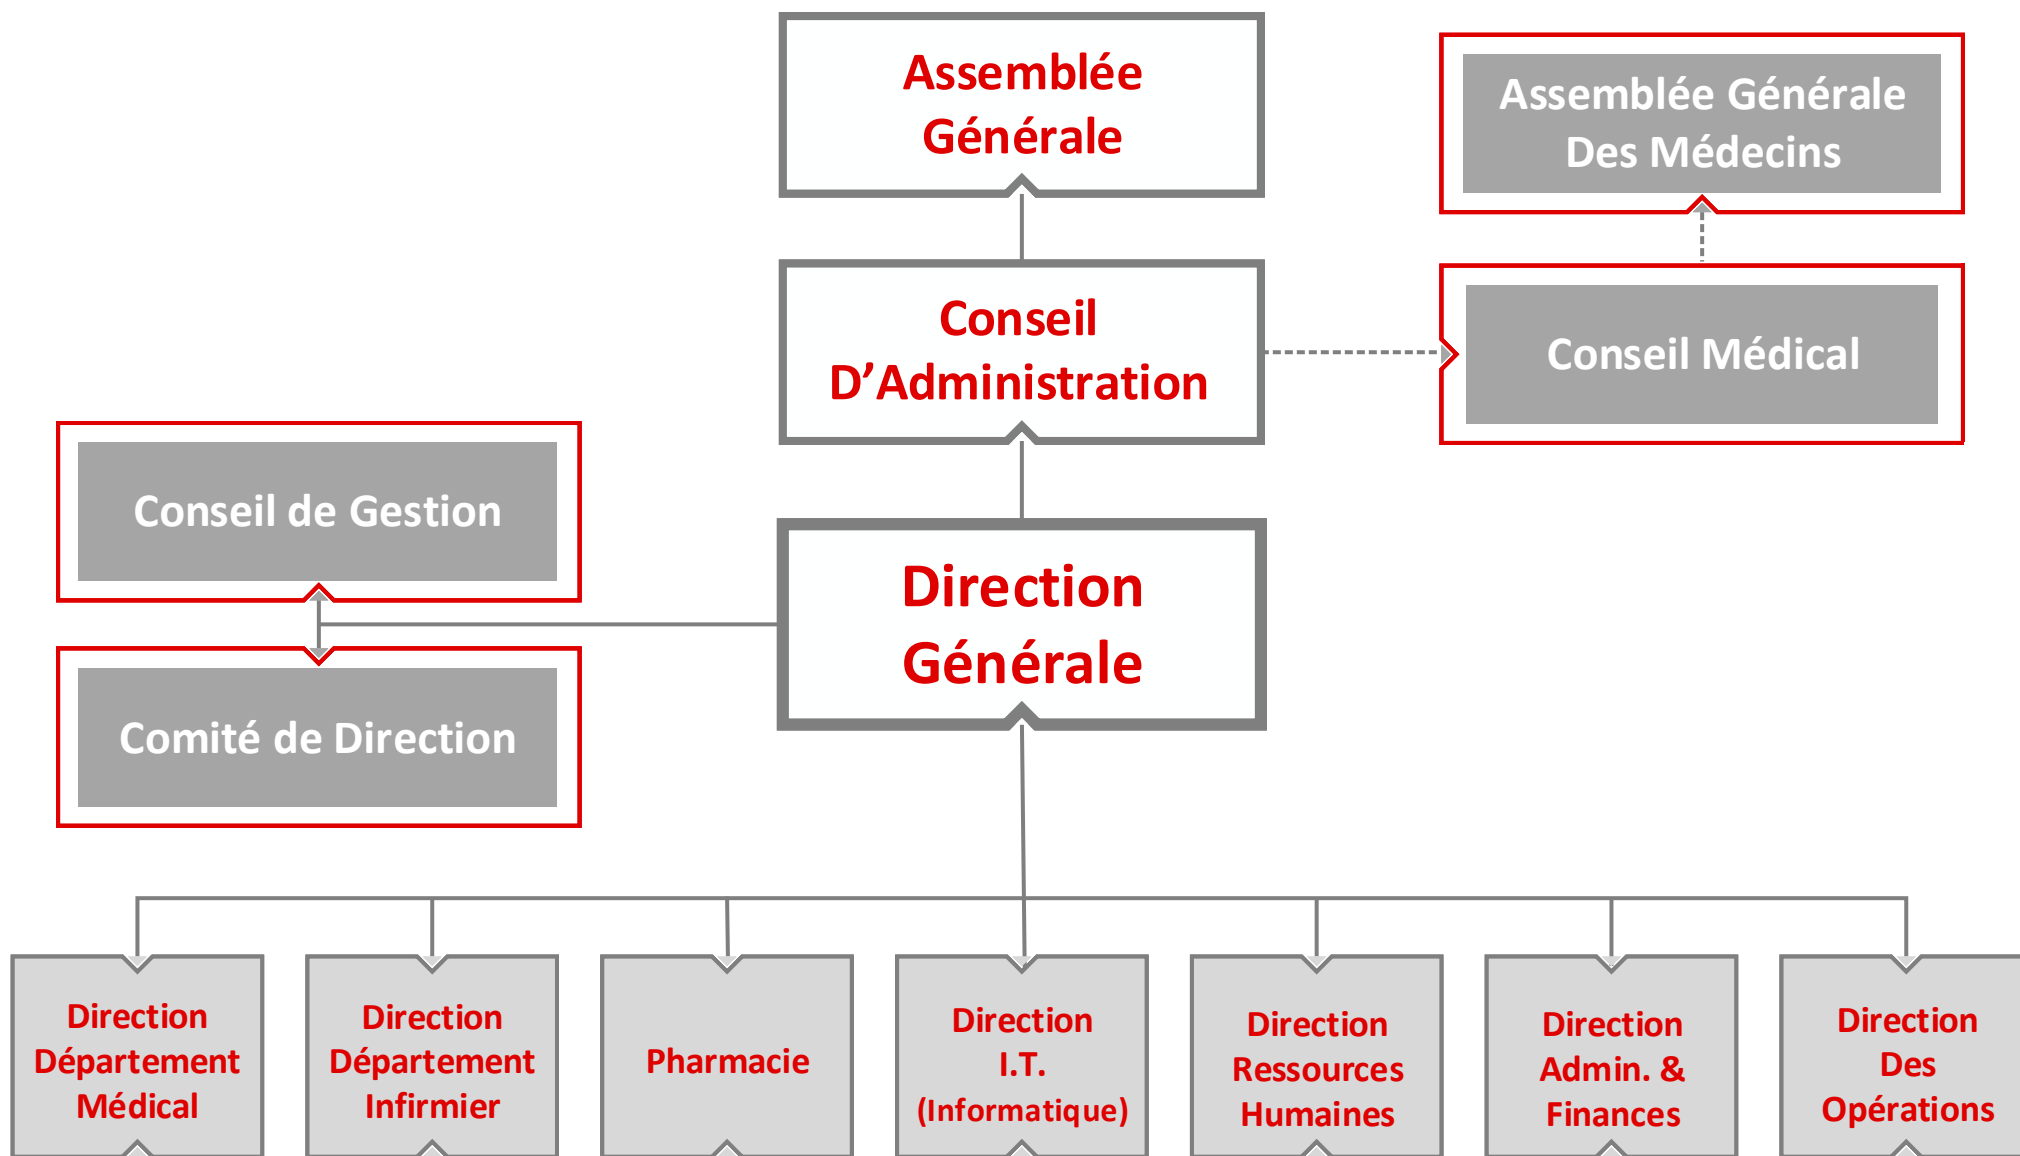 Assemblée
Générale
Assemblée Générale
Des Médecins
Conseil
D’Administration
Conseil Médical
Conseil de Gestion
Direction
Générale
Comité de Direction
Direction
Département
Médical
Direction
Département
Infirmier
Pharmacie
Direction
I.T.
(Informatique)
Direction
Ressources
Humaines
Direction
Admin. &
Finances
Direction
Des
Opérations